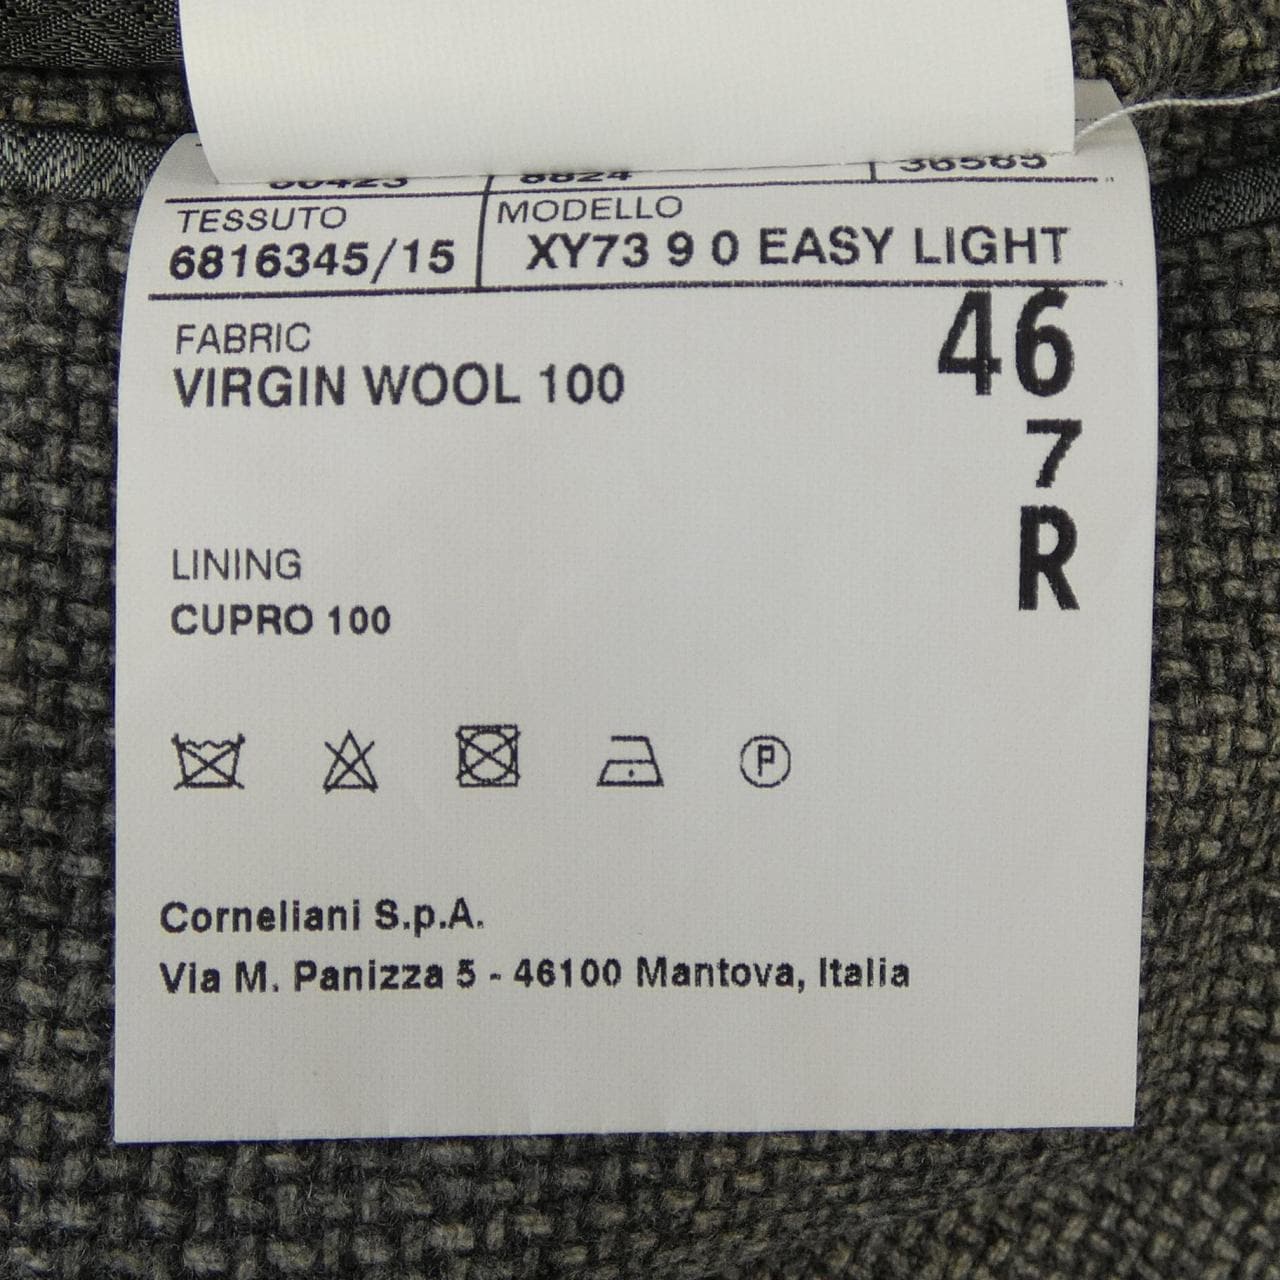 TESSUTO MODELLO
6816345/15 XY73 9 0 EASY LIGHT
46
FABRIC
VIRGIN WOOL 100
7
R
LINING
CUPRO 100
P
Corneliani S.p.A.
Via M. Panizza 5 - 46100 Mantova, Italia